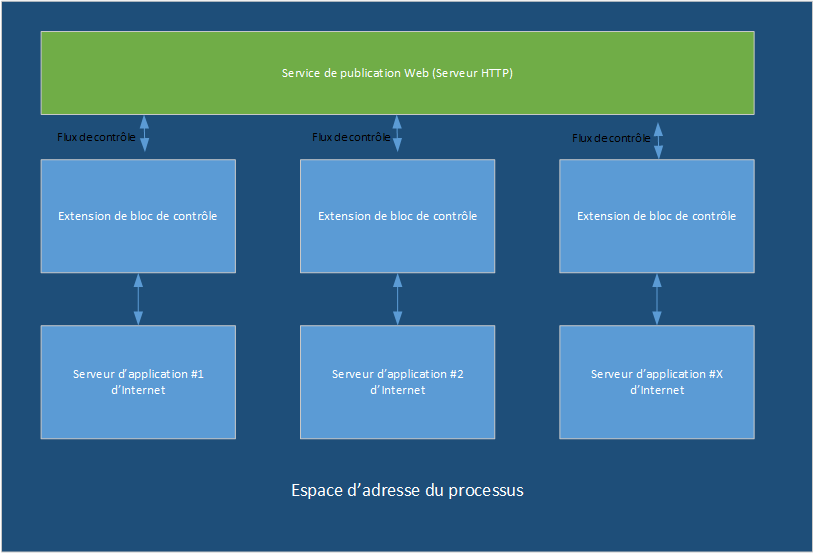 Service de publication Web (Serveur HTTP)
Flux de contrôle
Flux de contrôle
Flux de contrôle
Extension de bloc de contrôle
Extension de bloc de contrôle
Extension de bloc de contrôle
Serveur d’application #1
d’Internet
Serveur d’application #2
d’Internet
Serveur d’application #X
d’Internet
Espace d’adresse du processus